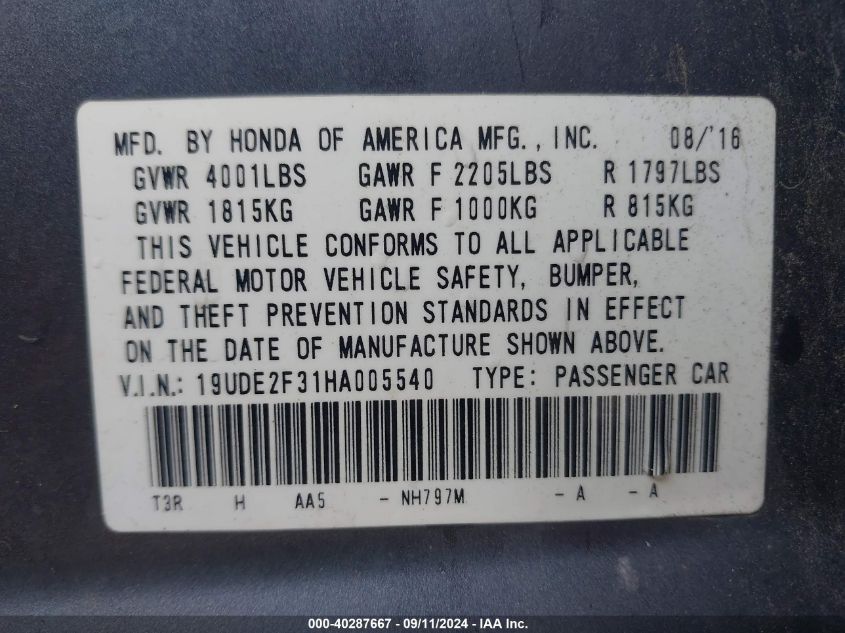 MFD. BY HONDA OF AMERICA MFG., INC. 08/'16
GVWR 4001LBS GAWR F 2205LBS R 1797LBS
GVWR 1815KG GAWR F 1000KG R 815KG
THIS VEHICLE CONFORMS TO ALL APPLICABLE
FEDERAL MOTOR VEHICLE SAFETY, BUMPER,
AND THEFT PREVENTION STANDARDS IN EFFECT
ON THE DATE OF MANUFACTURE SHOWN ABOVE.
V.I.N.: 19UDE2F31HA005540 TYPE: PASSENGER CAR
T3R H AA5 - NH797M - A - A
000-40287667 - 09/11/2024 - IAA Inc.